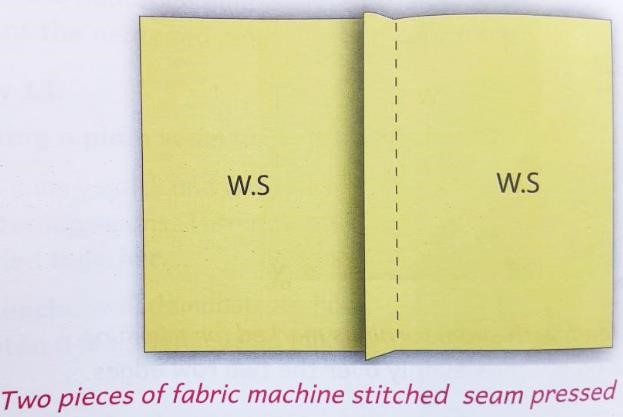 W.S
W.S
Two pieces of fabric machine stitched seam pressed